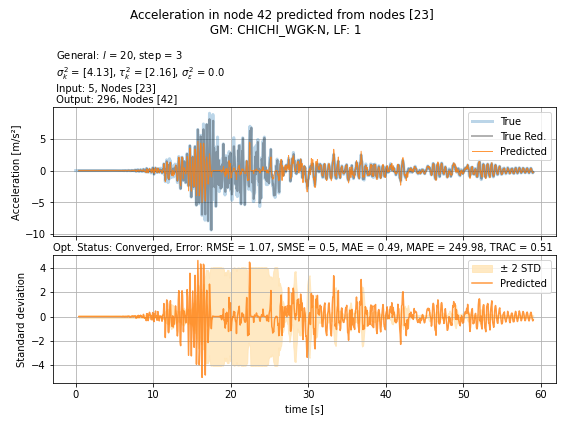 Acceleration in node 42 predicted from nodes [23]
GM: CHICHI_WGK-N, LF: 1
General: l = 20, step = 3
σ²ₖ = [4.13], τ²ₖ = [2.16], σ²ε = 0.0
Input: 5, Nodes [23]
Output: 296, Nodes [42]
True
True Red.
Predicted
Acceleration [m/s²]
5
0
−5
−10
Opt. Status: Converged, Error: RMSE = 1.07, SMSE = 0.5, MAE = 0.49, MAPE = 249.98, TRAC = 0.51
± 2 STD
Predicted
Standard deviation
4
2
0
−2
−4
0 10 20 30 40 50 60
time [s]